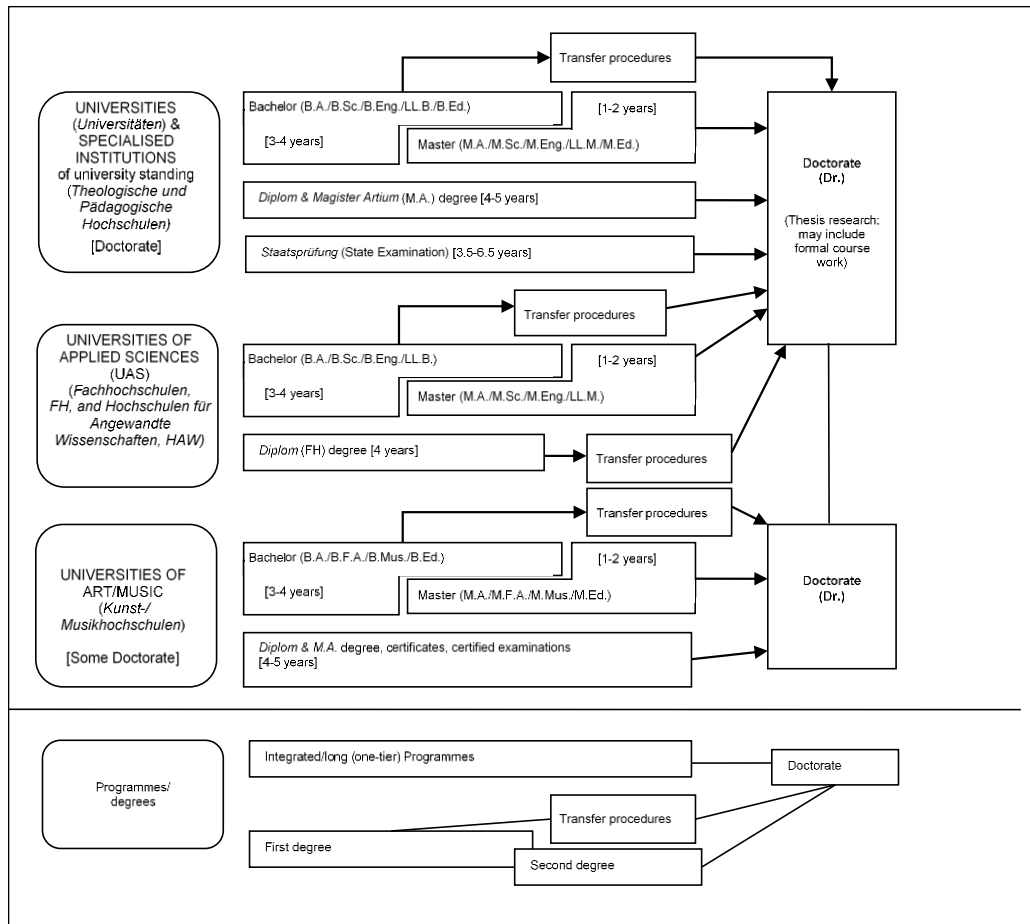 Transfer procedures
UNIVERSITIES
(Universitäten) &
SPECIALISED
INSTITUTIONS
of university standing
(Theologische und
Pädagogische
Hochschulen)
[Doctorate]
Bachelor (B.A./B.Sc./B.Eng./LL.B./B.Ed.)
[3-4 years]
[1-2 years]
Master (M.A./M.Sc./M.Eng./LL.M./M.Ed.)
Diplom & Magister Artium (M.A.) degree [4-5 years]
Staatsprüfung (State Examination) [3.5-6.5 years]
Doctorate
(Dr.)
(Thesis research;
may include
formal course
work)
Transfer procedures
UNIVERSITIES OF
APPLIED SCIENCES
(UAS)
(Fachhochschulen,
FH, and Hochschulen für
Angewandte
Wissenschaften, HAW)
Bachelor (B.A./B.Sc./B.Eng./LL.B.)
[3-4 years]
[1-2 years]
Master (M.A./M.Sc./M.Eng./LL.M.)
Diplom (FH) degree [4 years]
Transfer procedures
Transfer procedures
UNIVERSITIES OF
ART/MUSIC
(Kunst-/
Musikhochschulen)
[Some Doctorate]
Bachelor (B.A./B.F.A./B.Mus./B.Ed.)
[3-4 years]
[1-2 years]
Master (M.A./M.F.A./M.Mus./M.Ed.)
Diplom & M.A. degree, certificates, certified examinations
[4-5 years]
Doctorate
(Dr.)
Programmes/
degrees
Integrated/long (one-tier) Programmes
Doctorate
Transfer procedures
First degree
Second degree